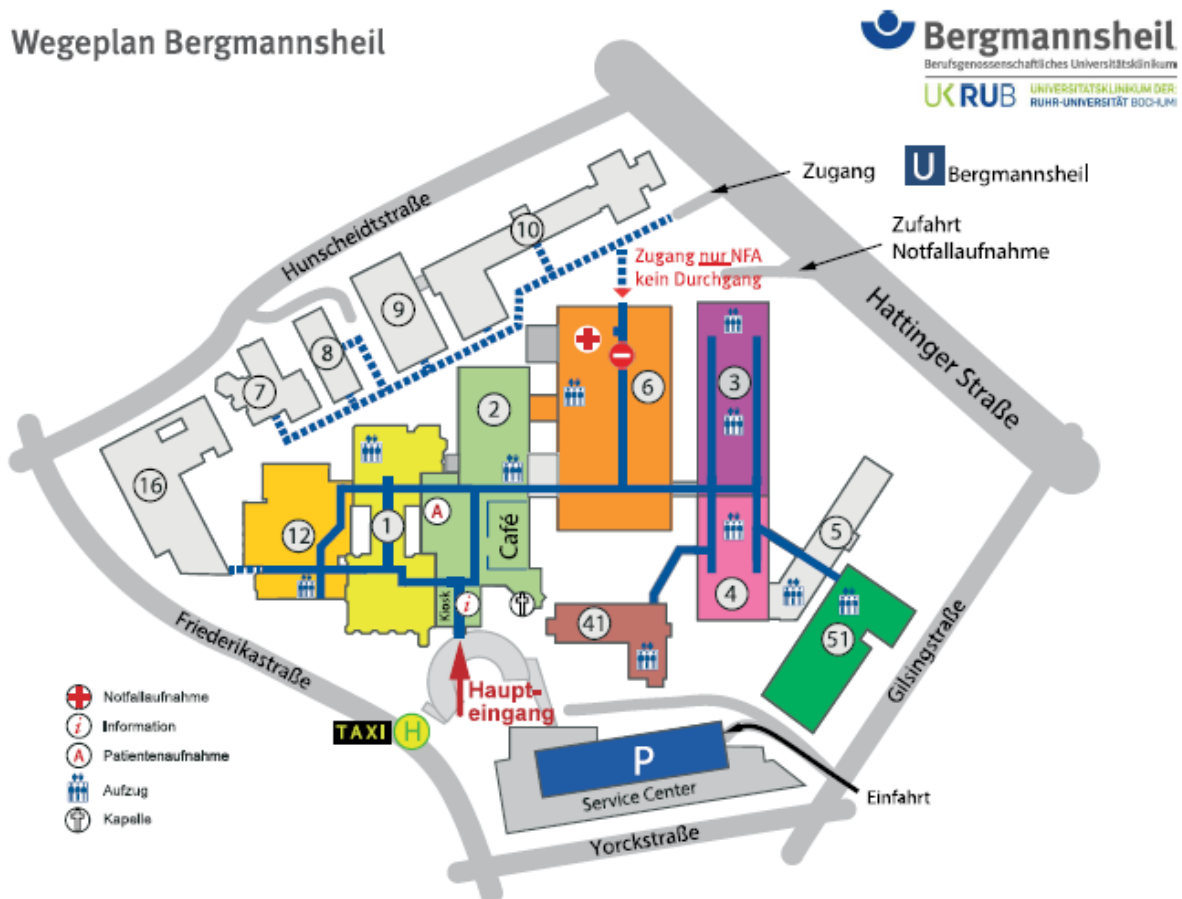 Wegeplan Bergmannsheil
Bergmannsheil
Berufsgenossenschaftliches Universitätsklinikum
UK RUB
UNIVERSITÄTSKLINIKUM DER
RUHR-UNIVERSITÄT BOCHUM
Zugang
U
Bergmannsheil
Hunscheidtstraße
Zufahrt
Notfallaufnahme
Zugang nur NFA
kein Durchgang
Hattinger Straße
10
9
8
7
2
6
3
16
12
1
A
Café
5
Kiosk
i
4
41
51
Friederikastraße
Gilsingstraße
Haupt-
eingang
Notfallaufnahme
i
Information
A
Patientenaufnahme
Aufzug
Kapelle
TAXI
H
P
Service Center
Einfahrt
Yorckstraße